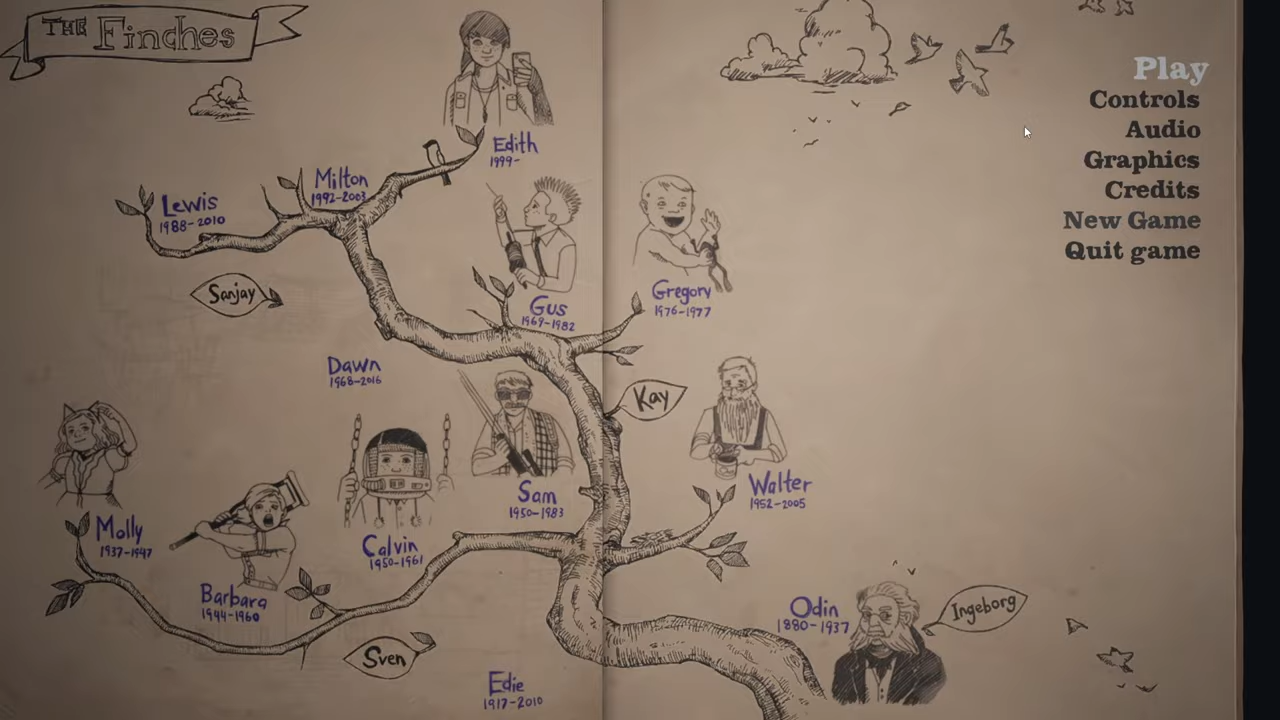 THE Finches
Play
Controls
Audio
Graphics
Credits
New Game
Quit game
Edith
1999-
Milton
1992-2003
Lewis
1988-2010
Sanjay
Gus
1969-1982
Gregory
1976-1977
Dawn
1968-2016
Kay
Sam
1950-1983
Walter
1952-2005
Molly
1937-1947
Calvin
1950-1961
Barbara
1944-1960
Odin
1880-1937
Ingeborg
Sven
Edie
1917-2010